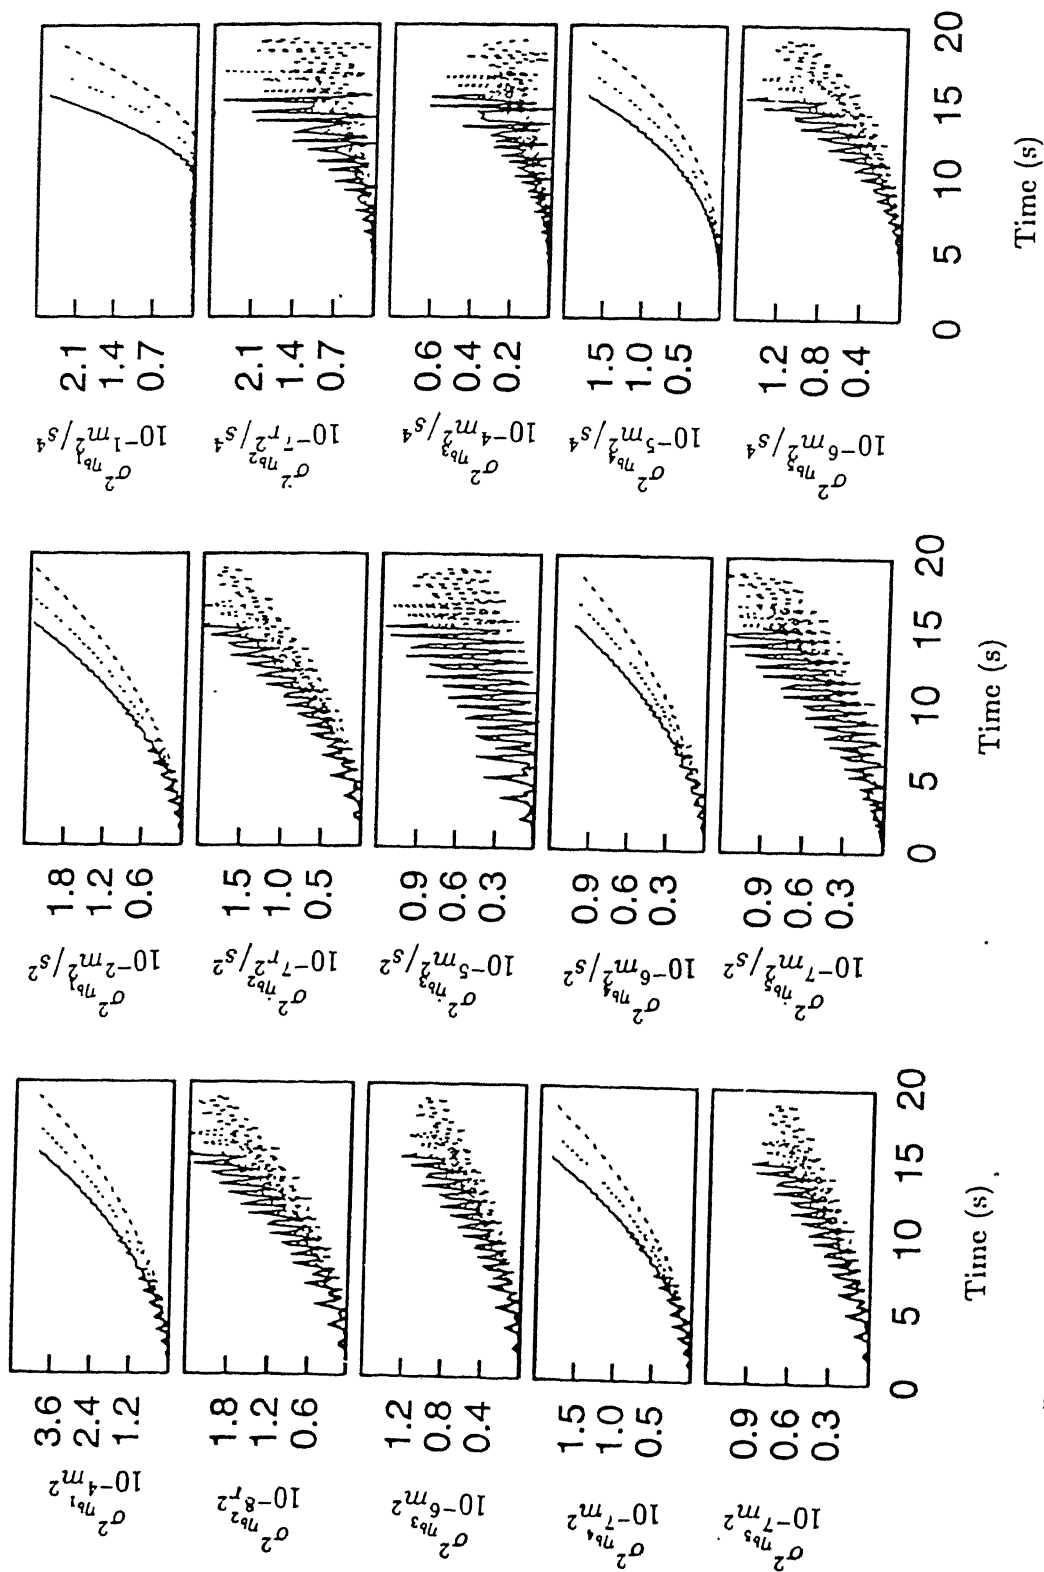 σ²ηb₁
10⁻⁴m²
3.6
2.4
1.2
σ²ηb₂
10⁻⁸r²
1.8
1.2
0.6
σ²ηb₃
10⁻⁶m²
1.2
0.8
0.4
σ²ηb₄
10⁻⁷m²
1.5
1.0
0.5
σ²ηb₅
10⁻⁷m²
0.9
0.6
0.3
0 5 10 15 20
Time (s)
σ²η̇b₁
10⁻²m²/s²
1.8
1.2
0.6
σ²η̇b₂
10⁻⁷r²/s²
1.5
1.0
0.5
σ²η̇b₃
10⁻⁵m²/s²
0.9
0.6
0.3
σ²η̇b₄
10⁻⁶m²/s²
0.9
0.6
0.3
σ²η̇b₅
10⁻⁷m²/s²
0.9
0.6
0.3
0 5 10 15 20
Time (s)
σ²η̈b₁
10⁻¹m²/s⁴
2.1
1.4
0.7
σ²η̈b₂
10⁻⁷r²/s⁴
2.1
1.4
0.7
σ²η̈b₃
10⁻⁴m²/s⁴
0.6
0.4
0.2
σ²η̈b₄
10⁻⁵m²/s⁴
1.5
1.0
0.5
σ²η̈b₅
10⁻⁶m²/s⁴
1.2
0.8
0.4
0 5 10 15 20
Time (s)